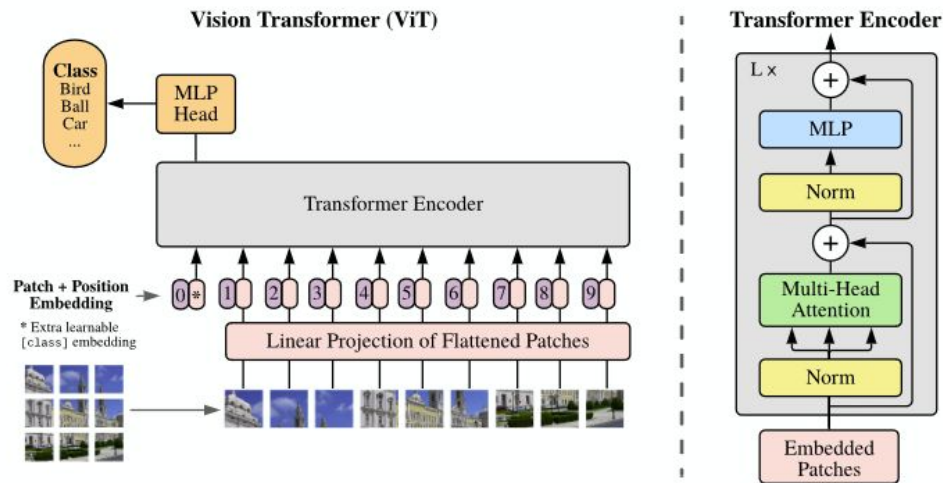 Vision Transformer (ViT)
Class
Bird
Ball
Car
...
MLP
Head
Transformer Encoder
Patch + Position
Embedding
0 * 1 2 3 4 5 6 7 8 9
* Extra learnable
[class] embedding
Linear Projection of Flattened Patches
Transformer Encoder
L x
+
MLP
Norm
+
Multi-Head
Attention
Norm
Embedded
Patches